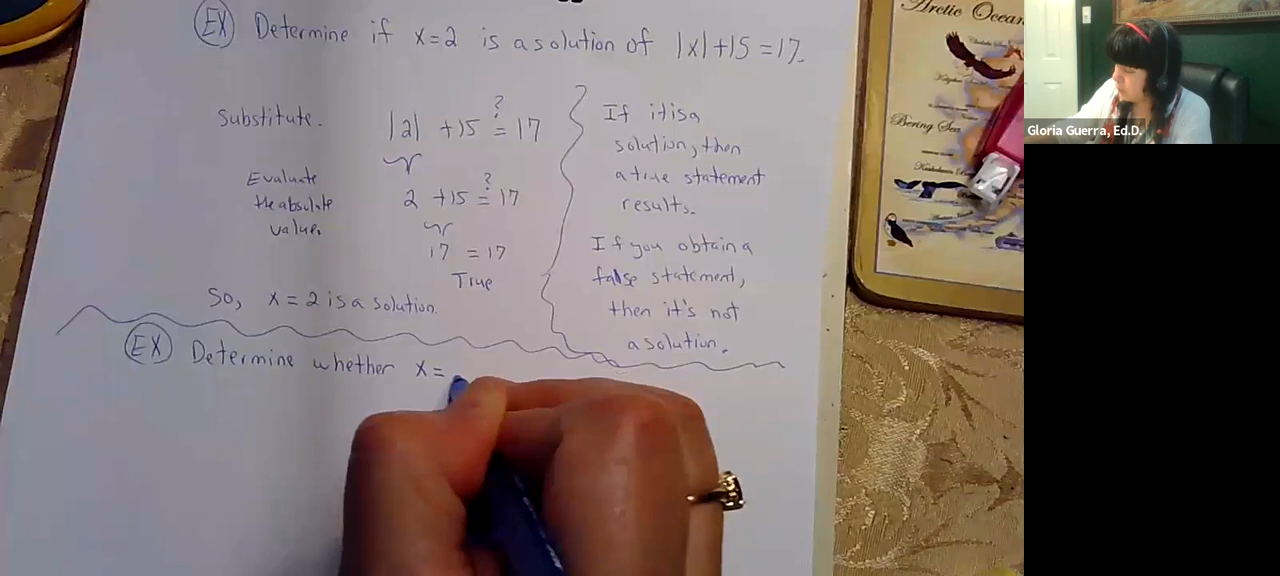 EX Determine if x=2 is a solution of |x|+15=17.
Substitute. |2| +15 ?= 17
Evaluate the absolute value.
2 +15 ?= 17
17 = 17
True
So, x=2 is a solution.
If it is a
solution, then
a true statement
results.
If you obtain a
false statement,
then it's not
a solution.
EX Determine whether x=
Arctic Ocean
Bering Sea
Gloria Guerra, Ed.D.